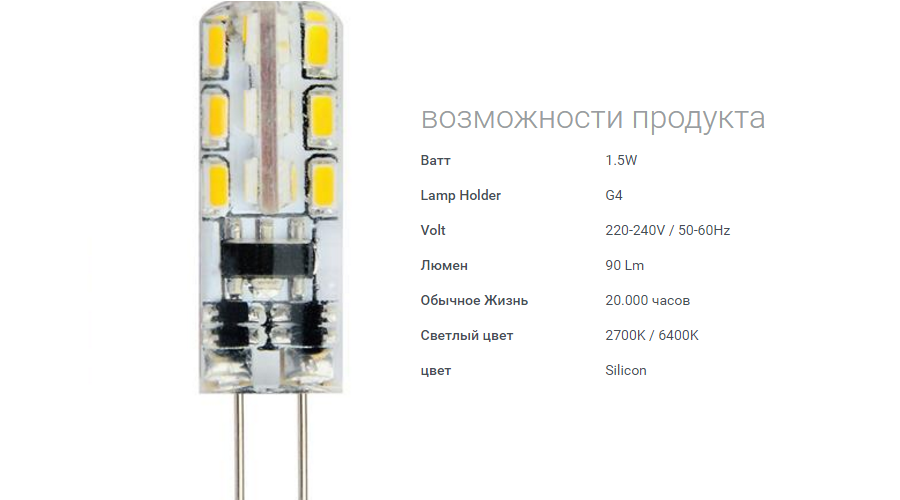 возможности продукта
Ватт 1.5W
Lamp Holder G4
Volt 220-240V / 50-60Hz
Люмен 90 Lm
Обычное Жизнь 20.000 часов
Светлый цвет 2700K / 6400K
цвет Silicon